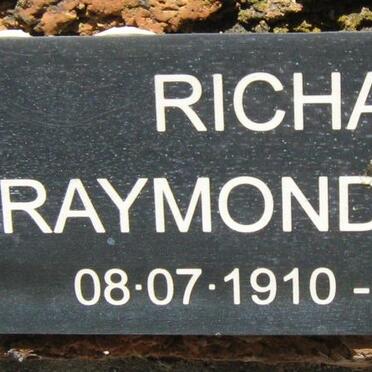 RICHA
RAYMOND
08·07·1910 -